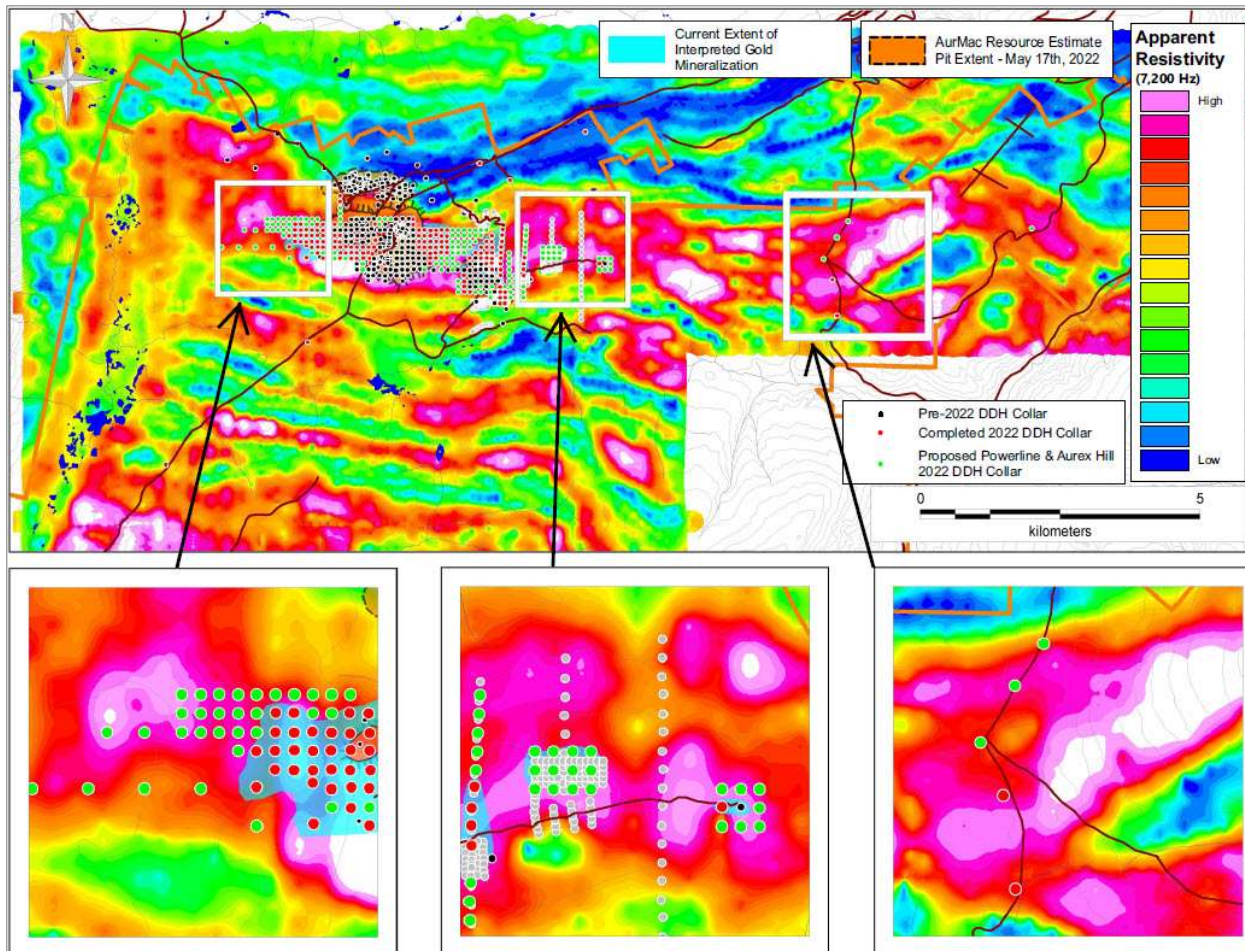 N
Current Extent of
Interpreted Gold
Mineralization
AurMac Resource Estimate
Pit Extent - May 17th, 2022
Apparent
Resistivity
(7,200 Hz)
High
Low
Pre-2022 DDH Collar
Completed 2022 DDH Collar
Proposed Powerline & Aurex Hill
2022 DDH Collar
0 5
kilometers